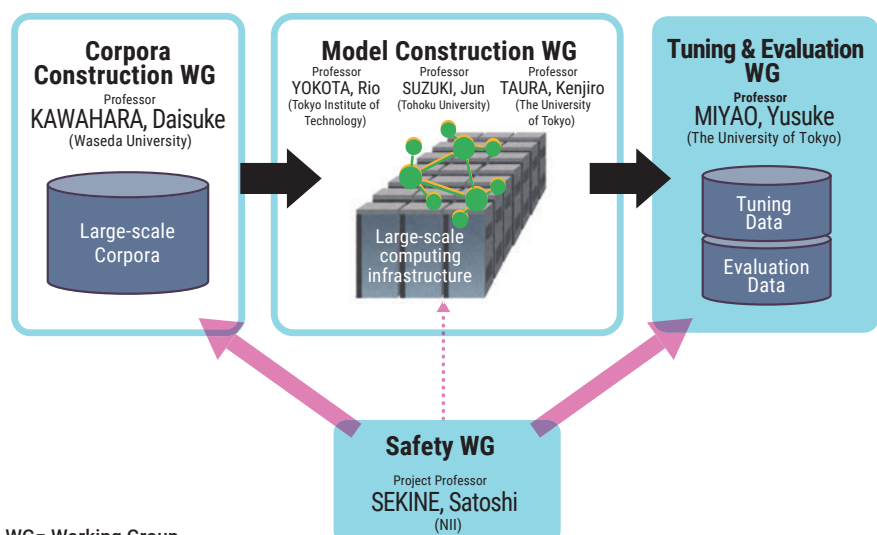 Corpora
Construction WG
Professor
KAWAHARA, Daisuke
(Waseda University)
Large-scale
Corpora
Model Construction WG
Professor
YOKOTA, Rio
(Tokyo Institute of
Technology)
Professor
SUZUKI, Jun
(Tohoku University)
Professor
TAURA, Kenjiro
(The University
of Tokyo)
Large-scale
computing
infrastructure
Tuning & Evaluation
WG
Professor
MIYAO, Yusuke
(The University of Tokyo)
Tuning
Data
Evaluation
Data
Safety WG
Project Professor
SEKINE, Satoshi
(NII)
WG= Working Group